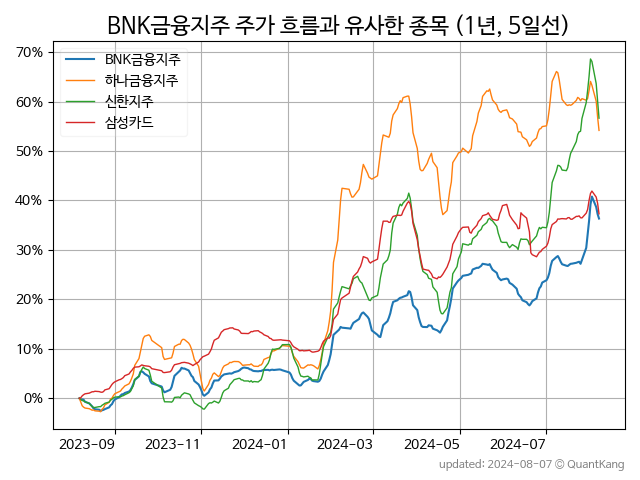 BNK금융지주 주가 흐름과 유사한 종목 (1년, 5일선)
70%
60%
50%
40%
30%
20%
10%
0%
BNK금융지주
하나금융지주
신한지주
삼성카드
2023-09
2023-11
2024-01
2024-03
2024-05
2024-07
updated: 2024-08-07 © QuantKang